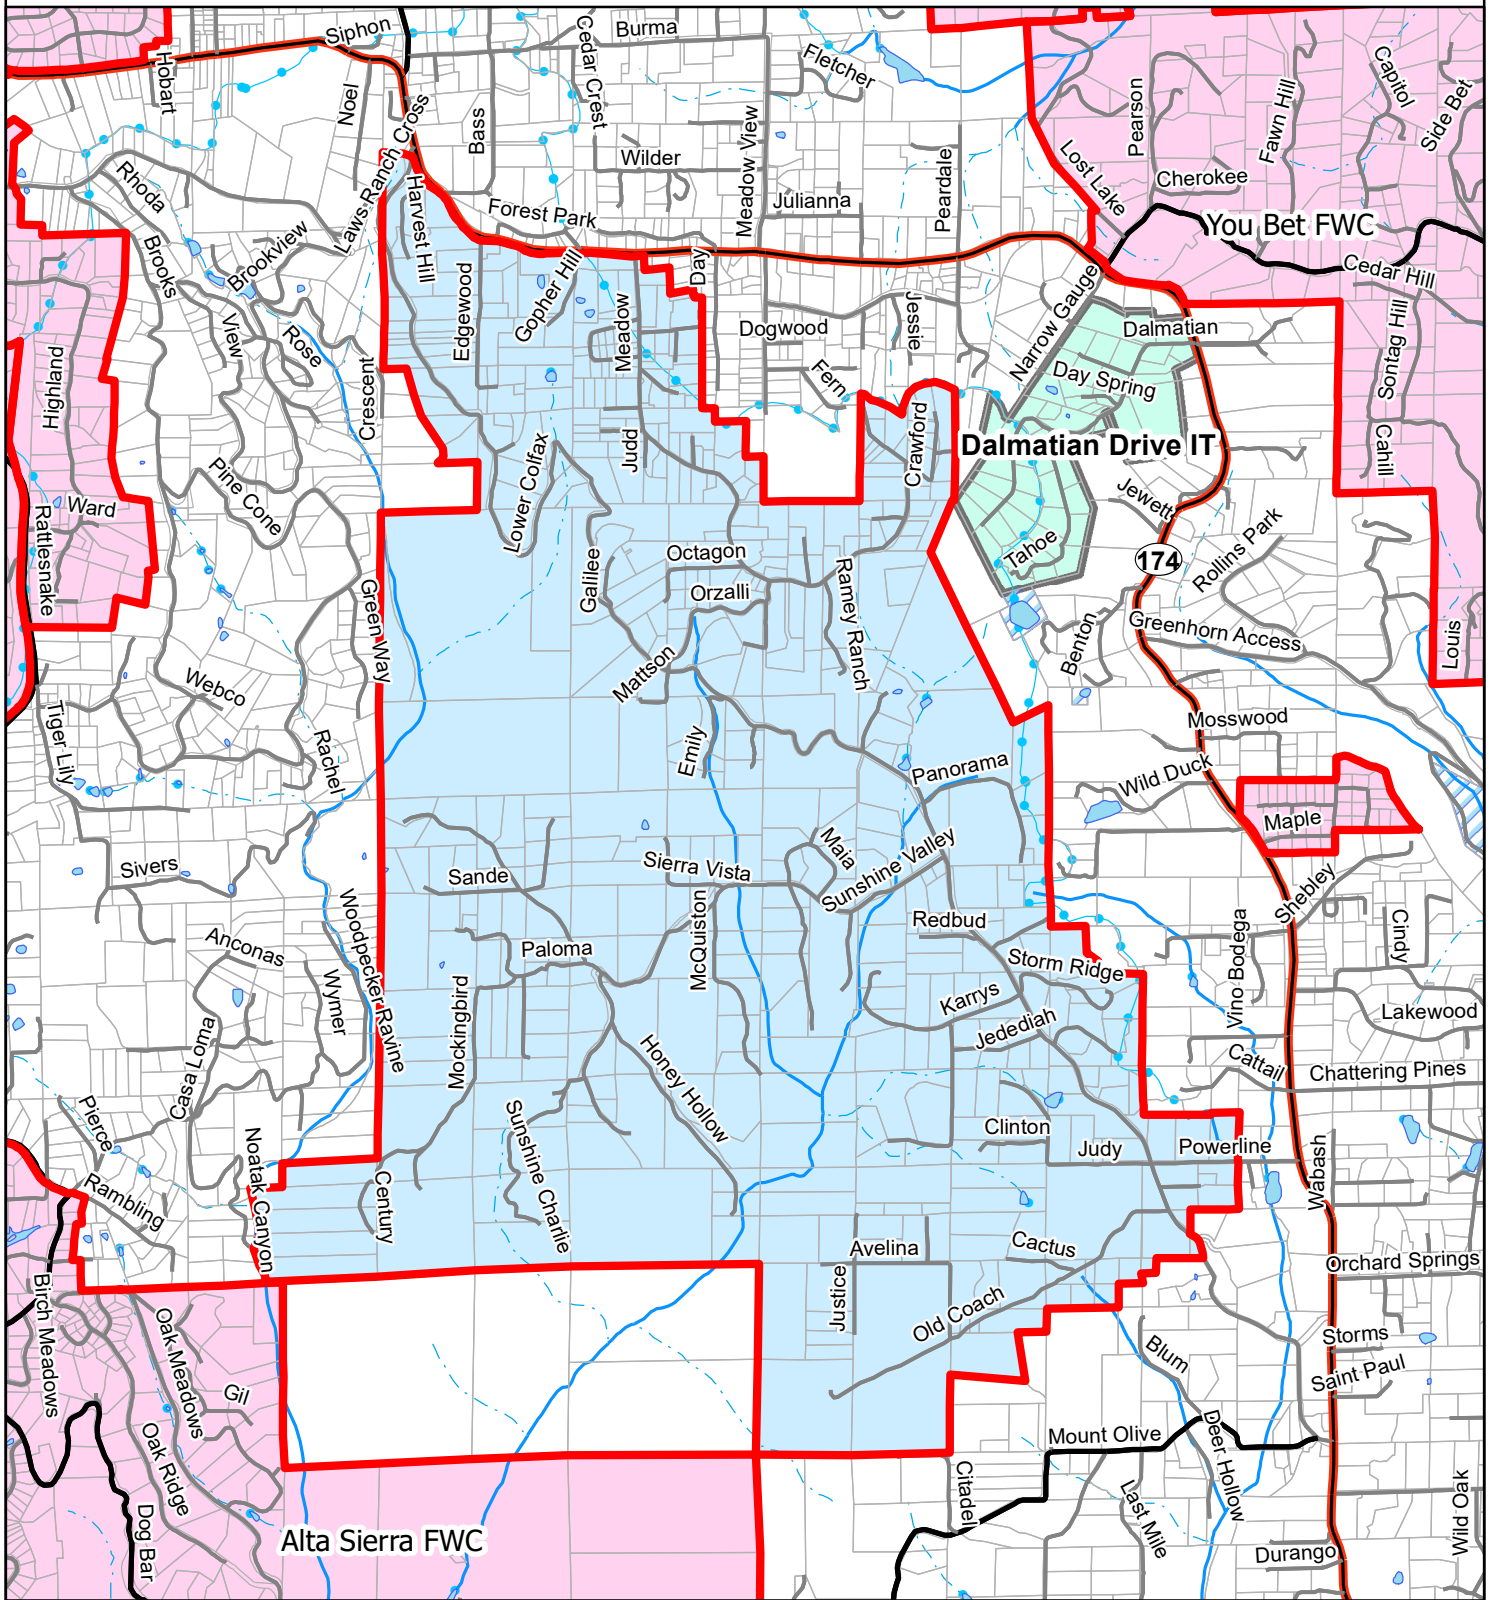 Siphon
Burma
Cedar Crest
Fletcher
Hobart
Noel
Bass
Laws Ranch Cross
Wilder
Meadow View
Pearson
Fawn Hill
Capitol
Side Bet
Lost Lake
Cherokee
Rhoda
Harvest Hill
Forest Park
Julianna
Peardale
You Bet FWC
Brooks
Brookview
Edgewood
Gopher Hill
Day
Narrow Gauge
Cedar Hill
View
Rose
Meadow
Dogwood
Jessie
Dalmatian
Sontag Hill
Highland
Crescent
Fern
Day Spring
Dalmatian Drive IT
Judd
Crawford
Cahill
Lower Colfax
Pine Cone
Ward
Rattlesnake
Jewett
Tahoe
174
Rollins Park
Galilee
Octagon
Orzalli
Ramey Ranch
Green Way
Benton
Greenhorn Access
Louis
Mattson
Webco
Tiger Lily
Rachel
Emily
Panorama
Mosswood
Wild Duck
Maple
Sivers
Sande
Sierra Vista
Maia
Sunshine Valley
Shebley
Woodpecker Ravine
Anconas
Wymer
Paloma
McQuiston
Redbud
Storm Ridge
Vino Bodega
Cindy
Karrys
Jedediah
Lakewood
Casa Loma
Mockingbird
Honey Hollow
Cattail
Chattering Pines
Pierce
Sunshine Charlie
Clinton
Judy
Powerline
Noatak Canyon
Rambling
Century
Wabash
Avelina
Cactus
Orchard Springs
Birch Meadows
Oak Meadows
Justice
Old Coach
Blum
Storms
Saint Paul
Gil
Oak Ridge
Mount Olive
Deer Hollow
Dog Bar
Alta Sierra FWC
Citadel
Last Mile
Durango
Wild Oak